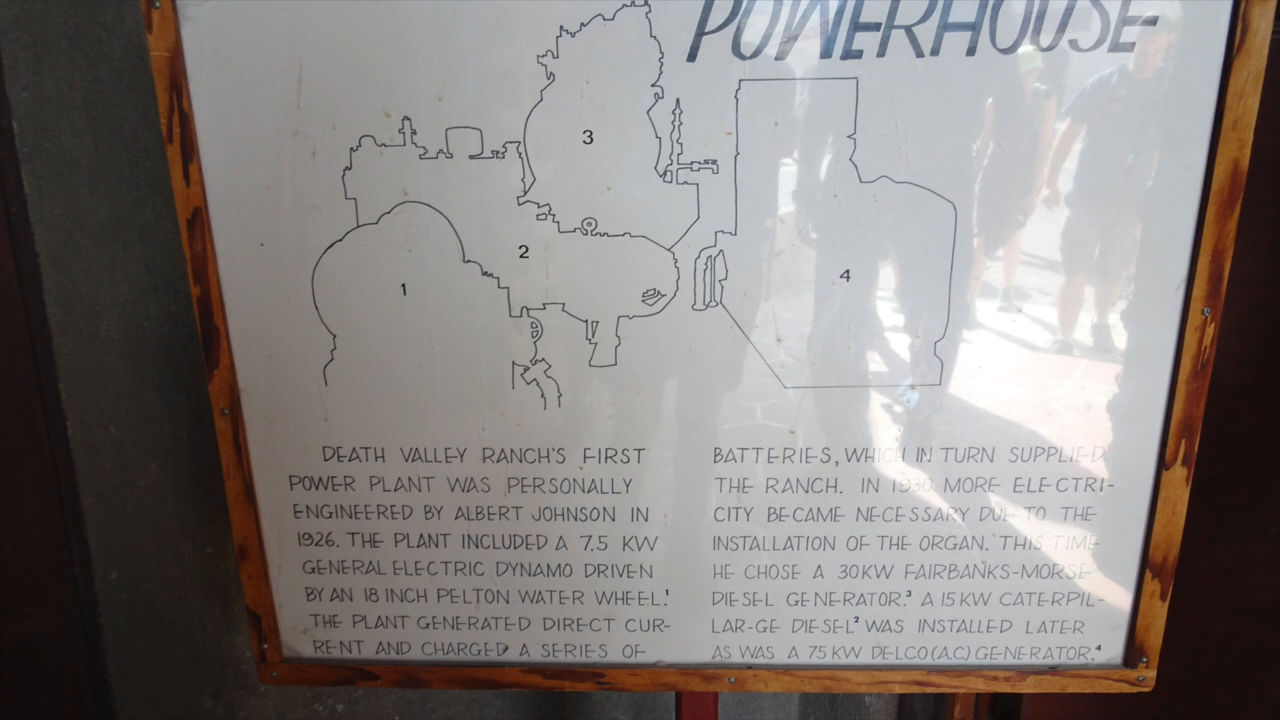 POWERHOUSE
3
2
1
4
DEATH VALLEY RANCH'S FIRST
POWER PLANT WAS PERSONALLY
ENGINEERED BY ALBERT JOHNSON IN
1926. THE PLANT INCLUDED A 7.5 KW
GENERAL ELECTRIC DYNAMO DRIVEN
BY AN 18 INCH PELTON WATER WHEEL.¹
THE PLANT GENERATED DIRECT CUR-
RENT AND CHARGED A SERIES OF
BATTERIES, WHICH IN TURN SUPPLIED
THE RANCH. IN 1930 MORE ELECTRI-
CITY BECAME NECESSARY DUE TO THE
INSTALLATION OF THE ORGAN. THIS TIME
HE CHOSE A 30KW FAIRBANKS-MORSE
DIESEL GENERATOR.³ A 15 KW CATERPIL-
LAR-GE DIESEL² WAS INSTALLED LATER
AS WAS A 75 KW DELCO (A.C) GENERATOR.⁴